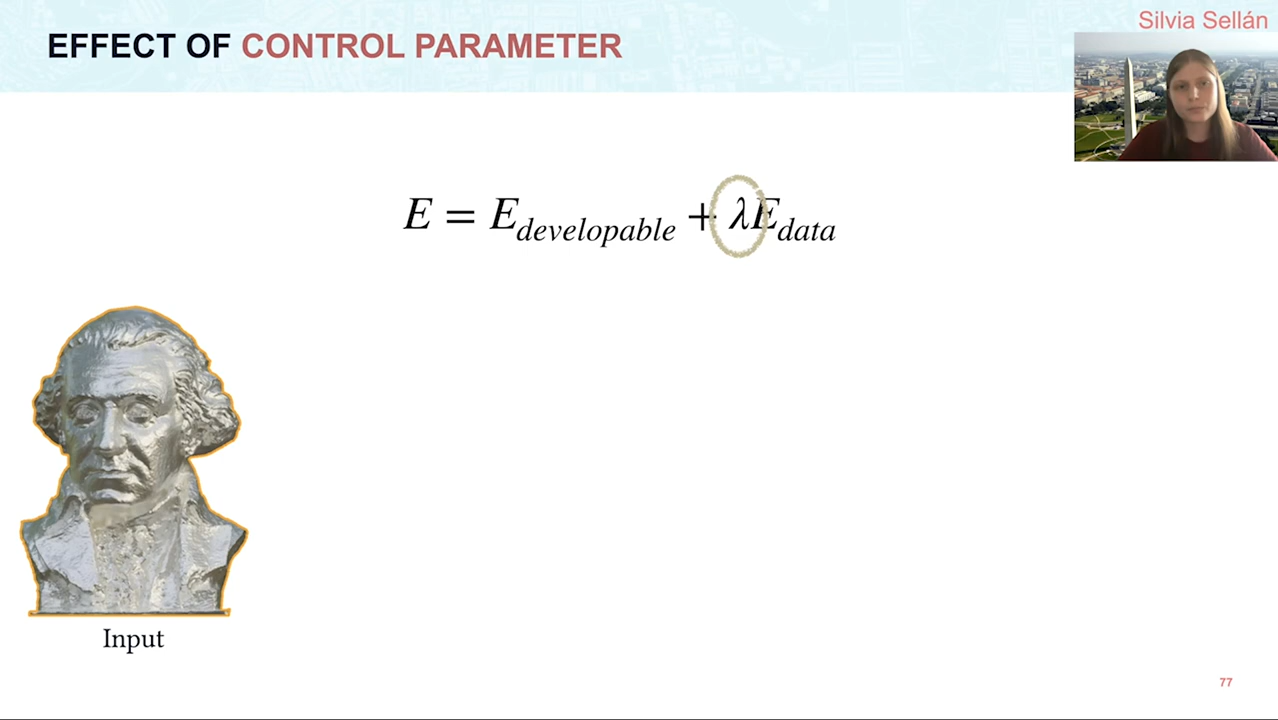 Silvia Sellán
EFFECT OF CONTROL PARAMETER
E = E_developable + λE_data
Input
77